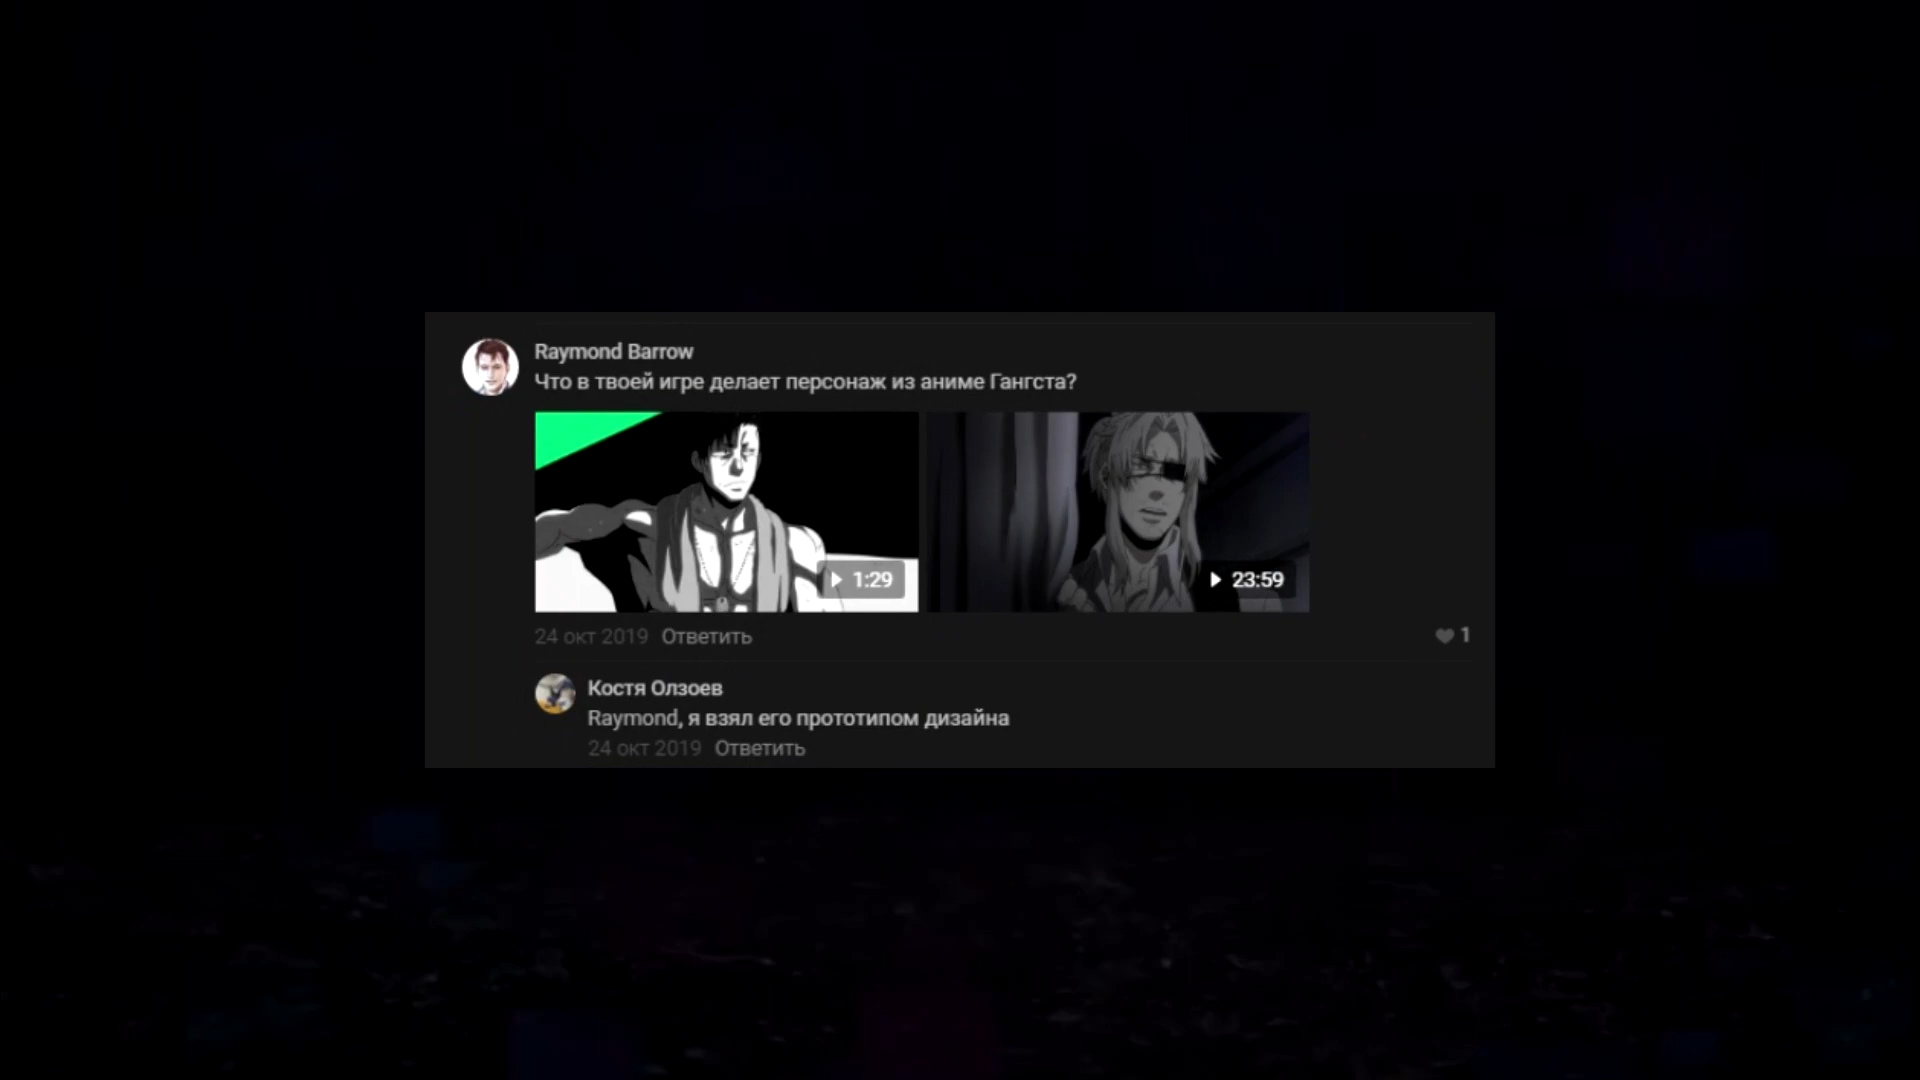 Raymond Barrow
Что в твоей игре делает персонаж из аниме Гангста?
1:29
23:59
24 окт 2019 Ответить
1
Костя Олзоев
Raymond, я взял его прототипом дизайна
24 окт 2019 Ответить